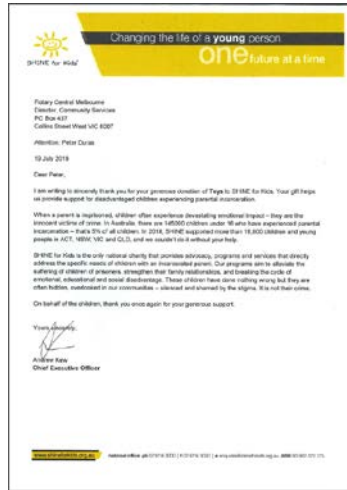 Changing the life of a young person
one future at a time
SHINE for Kids
Rotary Central Melbourne
Director, Community Services
PO Box 437
Collins Street West VIC 8007
Attention: Peter
19 July 2019
Dear Peter,
I am writing to sincerely thank you for your generous donation of Toys to SHINE for Kids. Your gift helps
us provide support for disadvantaged children experiencing parental incarceration.
When a parent is imprisoned, children often experience devastating emotional impact – they are the
innocent victims of crime. In Australia, there are 145000 children under 16 who have experienced parental
incarceration – that's 5% of all children. In 2018, SHINE supported more than children and young
people in ACT, NSW, VIC and QLD, and we couldn't do it without your help.
SHINE for Kids is the only national charity that provides advocacy, programs and services that directly
address the specific needs of children with an incarcerated parent. Our programs aim to alleviate the
suffering of children of prisoners, strengthen their family relationships, and breaking the cycle of
emotional, educational and social disadvantage. These children have done nothing wrong but they are
often hidden, overlooked in our communities – silenced and shamed by the stigma. It is not their crime.
On behalf of the children, thank you once again for your generous support.
Yours sincerely,
Andrew
Chief Executive Officer
www.shineforkids.org.au national office